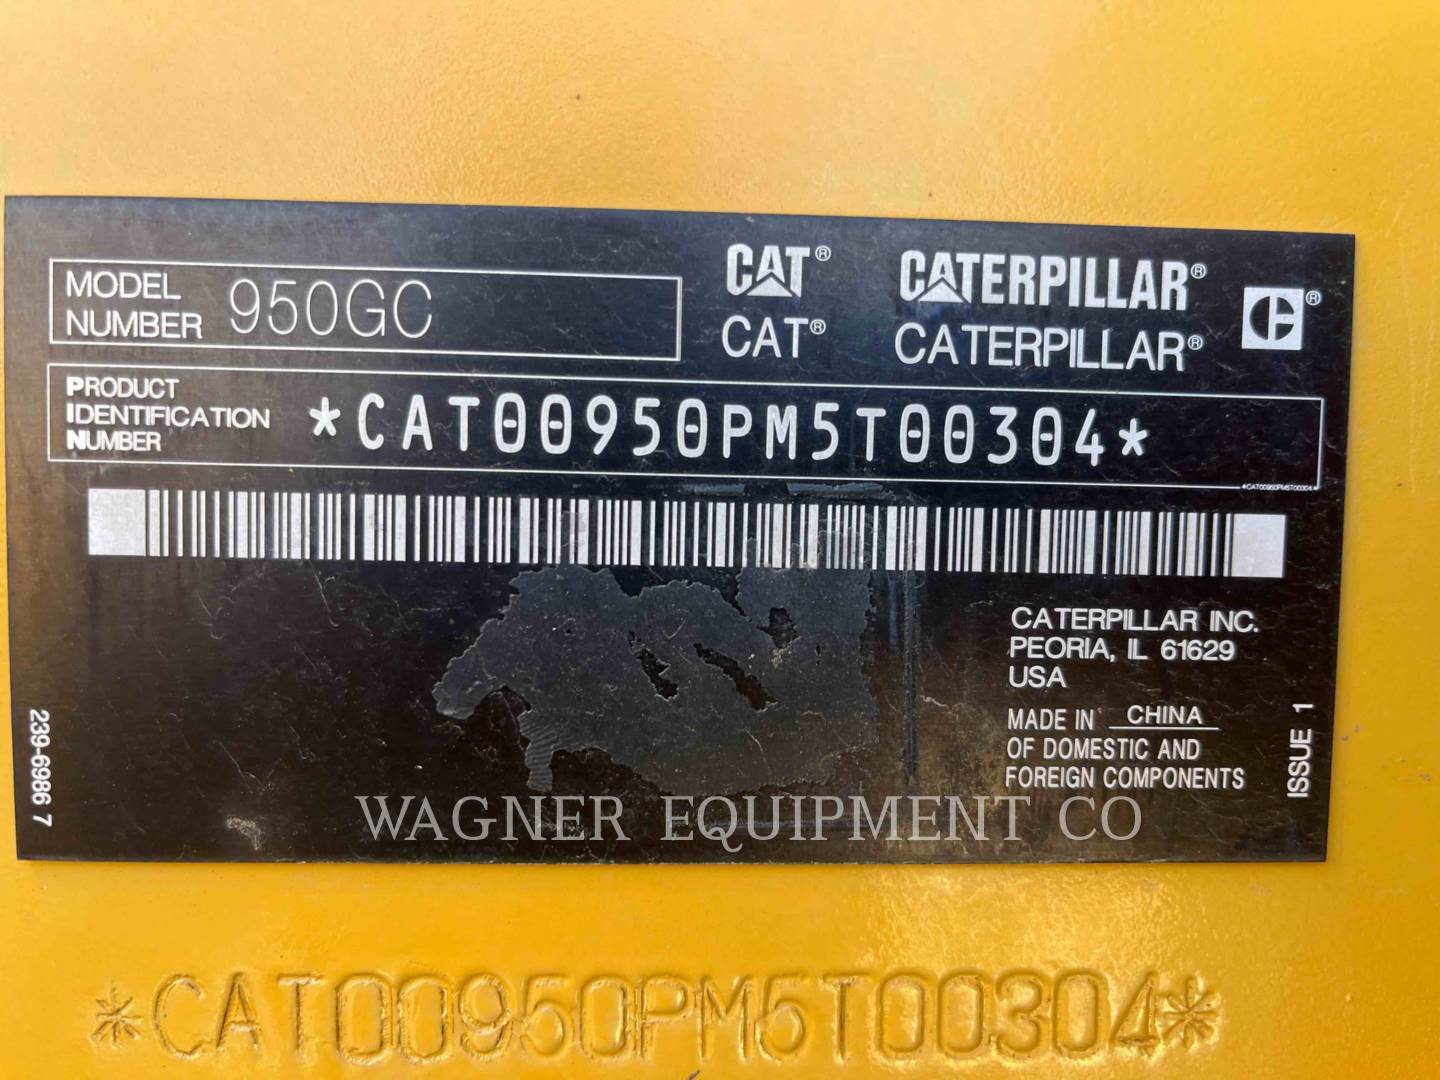 MODEL NUMBER 950GC
CAT® CATERPILLAR®
CAT® CATERPILLAR®
PRODUCT IDENTIFICATION NUMBER *CAT00950PM5T00304*
*CAT00950PM5T00304*
CATERPILLAR INC.
PEORIA, IL 61629
USA
MADE IN CHINA
OF DOMESTIC AND
FOREIGN COMPONENTS
ISSUE 1
239-6986 7
WAGNER EQUIPMENT CO
*CAT00950PM5T00304*